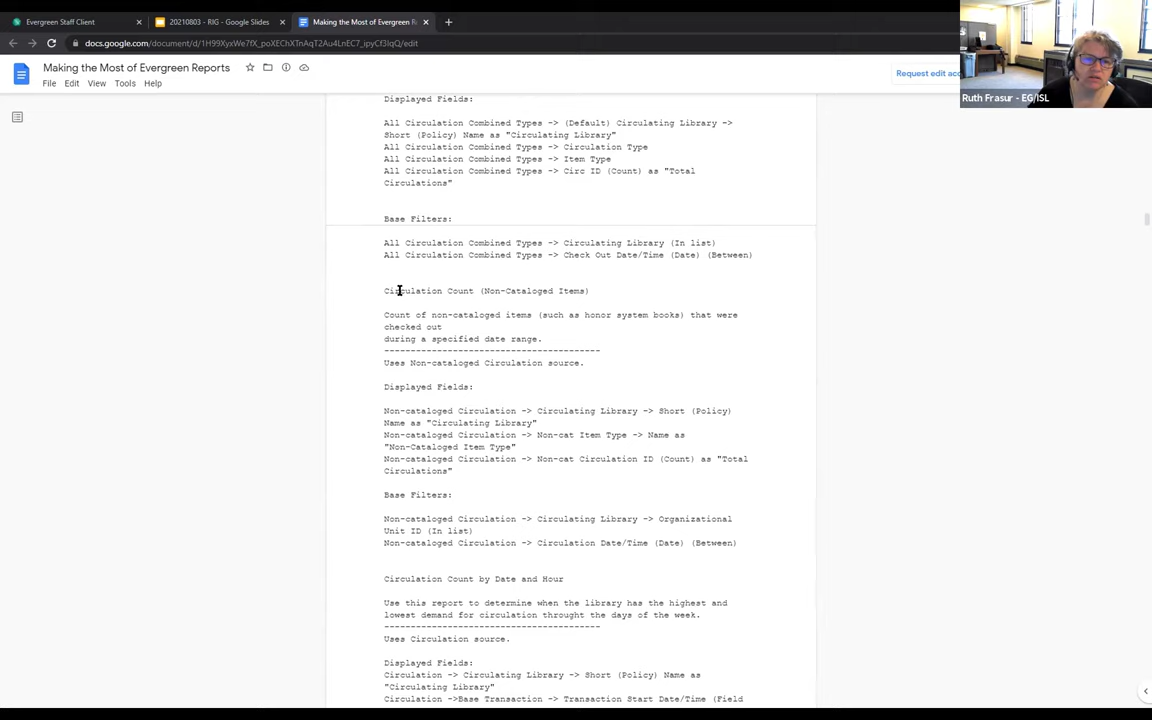 Evergreen Staff Client
20210803 - RIG - Google Slides
Making the Most of Evergreen R
docs.google.com/document/d/1H99XyxWe7fX_poXEChXTnAqT2Au4LnEC7_ipyCf3IqQ/edit
Making the Most of Evergreen Reports
Request edit acc
File Edit View Tools Help
Ruth Frasur - EG/ISL
Displayed Fields:
All Circulation Combined Types -> (Default) Circulating Library ->
Short (Policy) Name as "Circulating Library"
All Circulation Combined Types -> Circulation Type
All Circulation Combined Types -> Item Type
All Circulation Combined Types -> Circ ID (Count) as "Total
Circulations"
Base Filters:
All Circulation Combined Types -> Circulating Library (In list)
All Circulation Combined Types -> Check Out Date/Time (Date) (Between)
Circulation Count (Non-Cataloged Items)
Count of non-cataloged items (such as honor system books) that were
checked out
during a specified date range.
-----------------------------------------
Uses Non-cataloged Circulation source.
Displayed Fields:
Non-cataloged Circulation -> Circulating Library -> Short (Policy)
Name as "Circulating Library"
Non-cataloged Circulation -> Non-cat Item Type -> Name as
"Non-Cataloged Item Type"
Non-cataloged Circulation -> Non-cat Circulation ID (Count) as "Total
Circulations"
Base Filters:
Non-cataloged Circulation -> Circulating Library -> Organizational
Unit ID (In list)
Non-cataloged Circulation -> Circulation Date/Time (Date) (Between)
Circulation Count by Date and Hour
Use this report to determine when the library has the highest and
lowest demand for circulation throught the days of the week.
-----------------------------------------
Uses Circulation source.
Displayed Fields:
Circulation -> Circulating Library -> Short (Policy) Name as
"Circulating Library"
Circulation ->Base Transaction -> Transaction Start Date/Time (Field